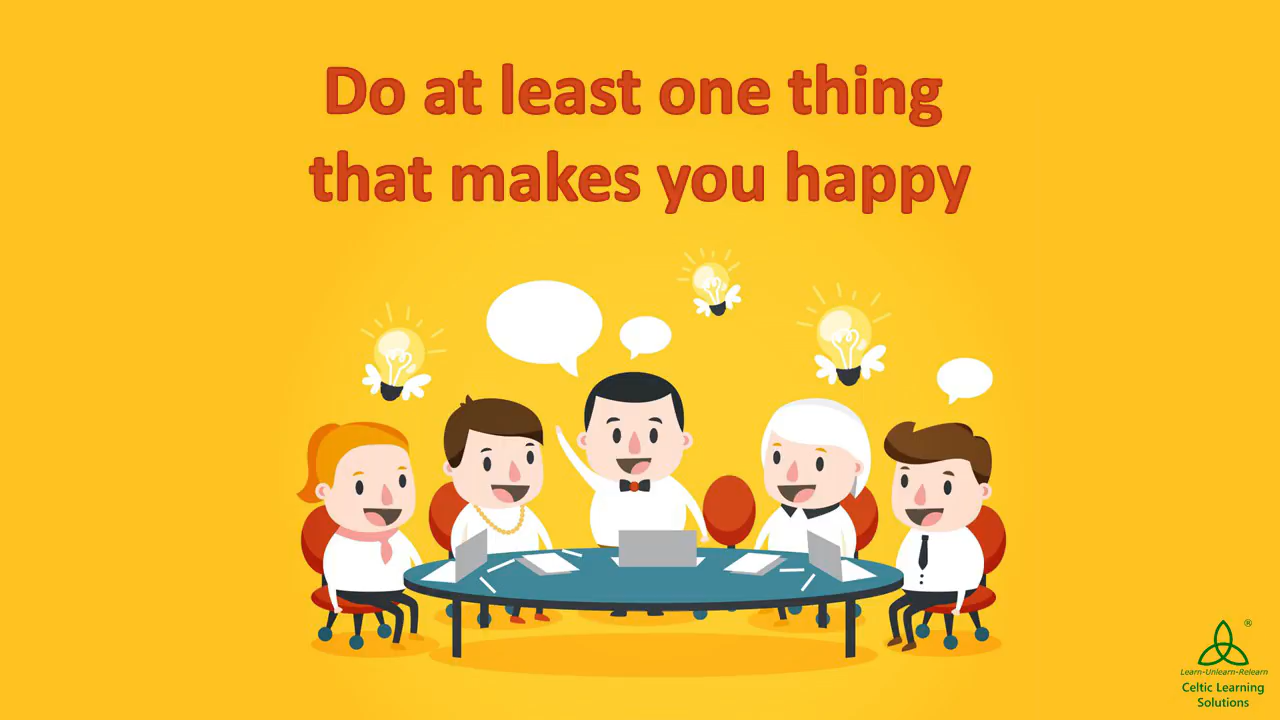 Do at least one thing
that makes you happy
®
Learn-Unlearn-Relearn
Celtic Learning
Solutions